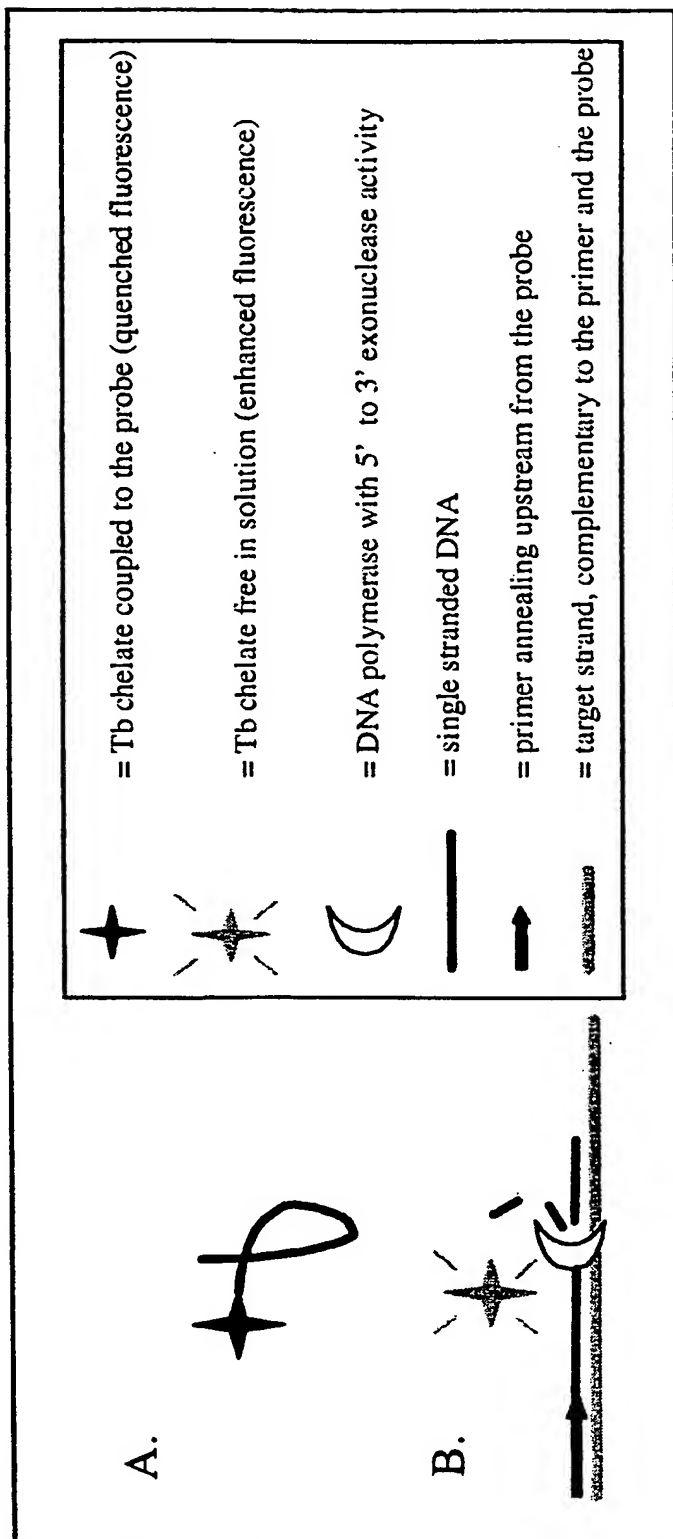 A.
B.
= Tb chelate coupled to the probe (quenched fluorescence)
= Tb chelate free in solution (enhanced fluorescence)
= DNA polymerase with 5' to 3' exonuclease activity
= single stranded DNA
= primer annealing upstream from the probe
= target strand, complementary to the primer and the probe